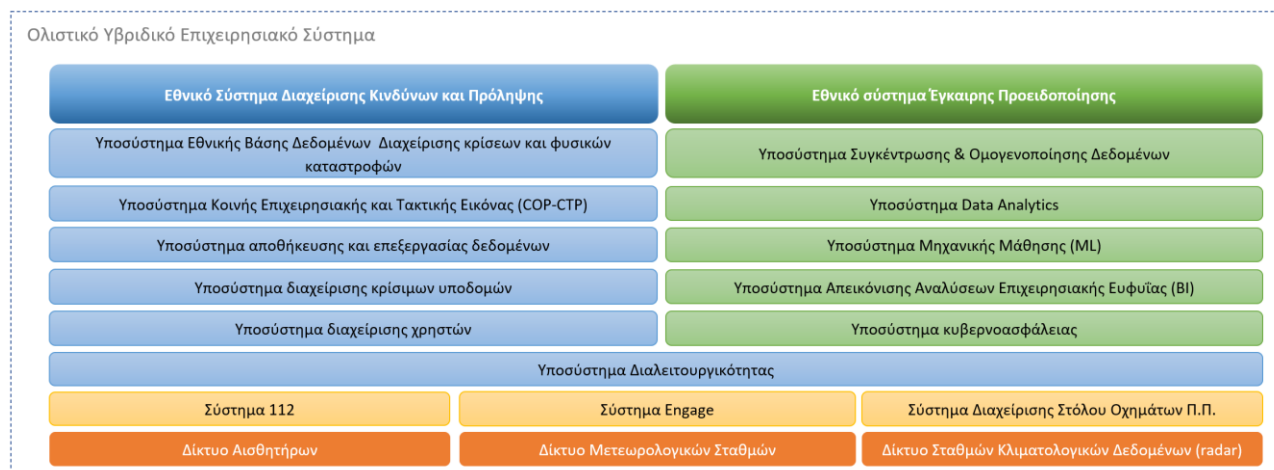 Ολιστικό Υβριδικό Επιχειρησιακό Σύστημα
Εθνικό Σύστημα Διαχείρισης Κινδύνων και Πρόληψης
Εθνικό σύστημα Έγκαιρης Προειδοποίησης
Υποσύστημα Εθνικής Βάσης Δεδομένων Διαχείρισης κρίσεων και φυσικών
καταστροφών
Υποσύστημα Συγκέντρωσης & Ομογενοποίησης Δεδομένων
Υποσύστημα Κοινής Επιχειρησιακής και Τακτικής Εικόνας (COP-CTP)
Υποσύστημα Data Analytics
Υποσύστημα αποθήκευσης και επεξεργασίας δεδομένων
Υποσύστημα Μηχανικής Μάθησης (ML)
Υποσύστημα διαχείρισης κρίσιμων υποδομών
Υποσύστημα Απεικόνισης Αναλύσεων Επιχειρησιακής Ευφυΐας (BI)
Υποσύστημα διαχείρισης χρηστών
Υποσύστημα κυβερνοασφάλειας
Υποσύστημα Διαλειτουργικότητας
Σύστημα 112
Σύστημα Engage
Σύστημα Διαχείρισης Στόλου Οχημάτων Π.Π.
Δίκτυο Αισθητήρων
Δίκτυο Μετεωρολογικών Σταθμών
Δίκτυο Σταθμών Κλιματολογικών Δεδομένων (radar)